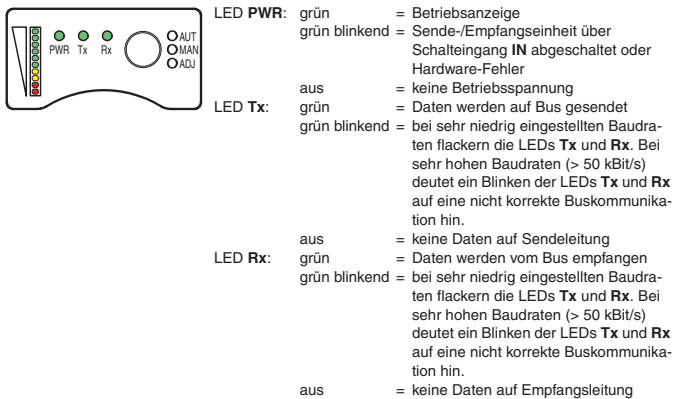 PWR Tx Rx
AUT
MAN
ADJ
LED PWR: grün = Betriebsanzeige
grün blinkend = Sende-/Empfangseinheit über
Schalteingang IN abgeschaltet oder
Hardware-Fehler
aus = keine Betriebsspannung
LED Tx: grün = Daten werden auf Bus gesendet
grün blinkend = bei sehr niedrig eingestellten Baudra-
ten flackern die LEDs Tx und Rx. Bei
sehr hohen Baudraten (> 50 kBit/s)
deutet ein Blinken der LEDs Tx und Rx
auf eine nicht korrekte Buskommunika-
tion hin.
aus = keine Daten auf Sendeleitung
LED Rx: grün = Daten werden vom Bus empfangen
grün blinkend = bei sehr niedrig eingestellten Baudra-
ten flackern die LEDs Tx und Rx. Bei
sehr hohen Baudraten (> 50 kBit/s)
deutet ein Blinken der LEDs Tx und Rx
auf eine nicht korrekte Buskommunika-
tion hin.
aus = keine Daten auf Empfangsleitung